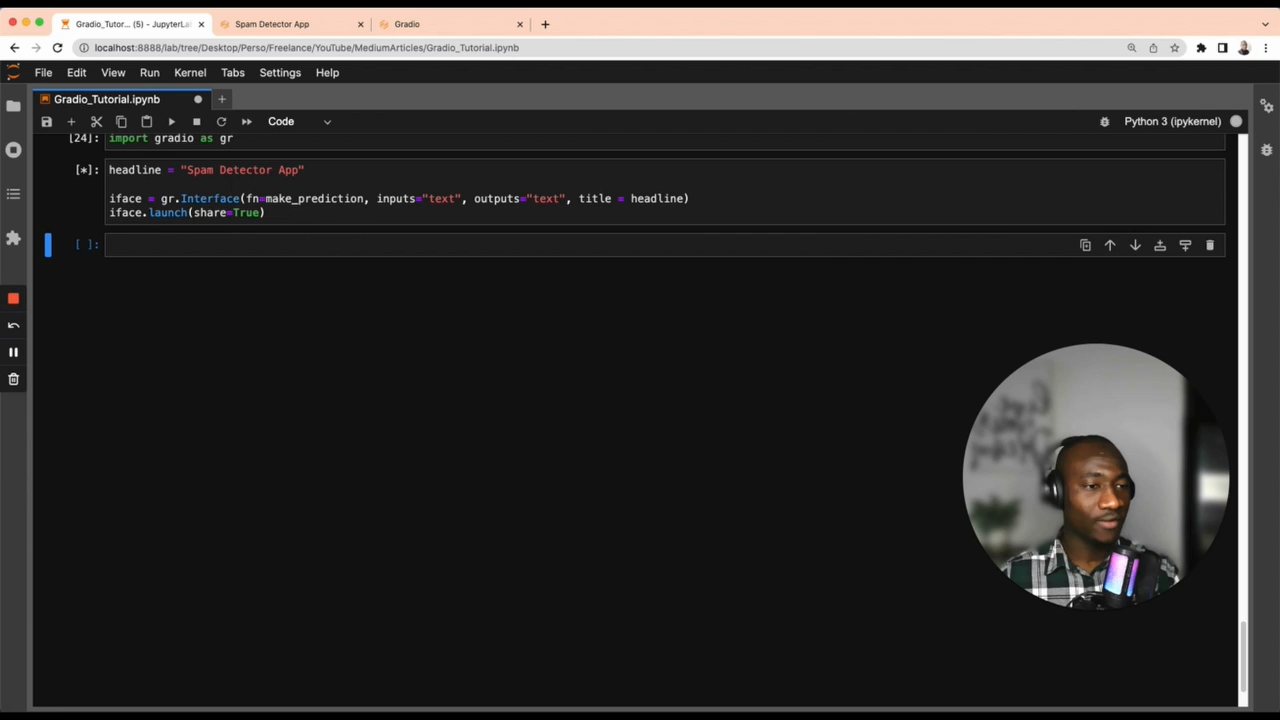 Gradio_Tutor... (5) - JupyterLa
Spam Detector App
Gradio
localhost:8888/lab/tree/Desktop/Perso/Freelance/YouTube/MediumArticles/Gradio_Tutorial.ipynb
File Edit View Run Kernel Tabs Settings Help
Gradio_Tutorial.ipynb
Code
Python 3 (ipykernel)
[24]: import gradio as gr
[*]: headline = "Spam Detector App"
iface = gr.Interface(fn=make_prediction, inputs="text", outputs="text", title = headline)
iface.launch(share=True)
[ ]: